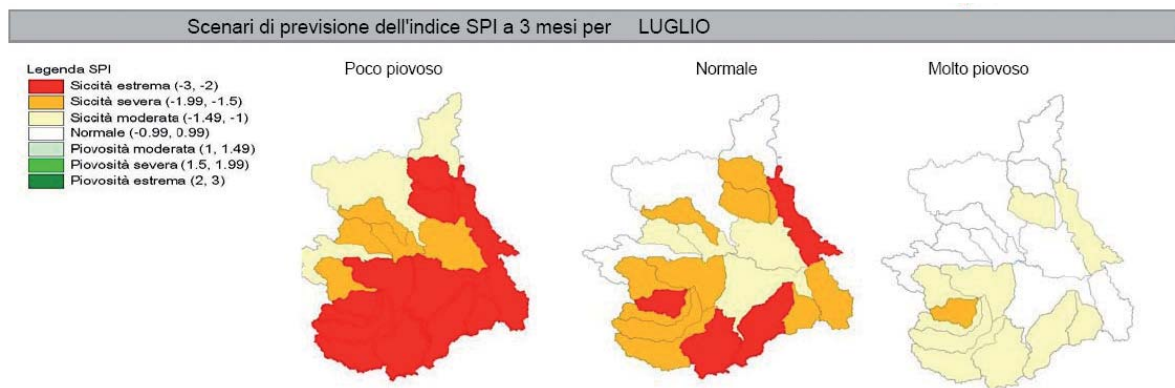 Scenari di previsione dell'indice SPI a 3 mesi per LUGLIO
Legenda SPI
Siccità estrema (-3, -2)
Siccità severa (-1.99, -1.5)
Siccità moderata (-1.49, -1)
Normale (-0.99, 0.99)
Piovosità moderata (1, 1.49)
Piovosità severa (1.5, 1.99)
Piovosità estrema (2, 3)
Poco piovoso
Normale
Molto piovoso